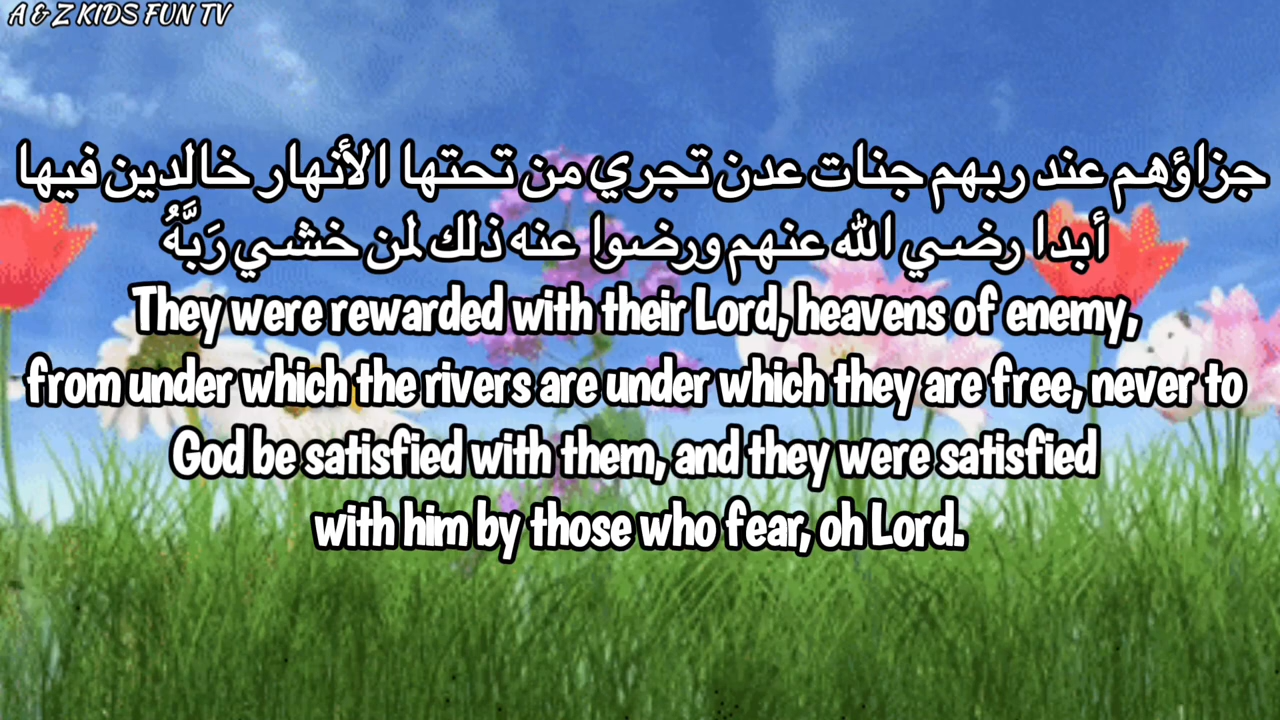 A & Z KIDS FUN TV
جزاؤهم عند ربهم جنات عدن تجري من تحتها الأنهار خالدين فيها
أبدا رضي الله عنهم ورضوا عنه ذلك لمن خشي رَبَّهُ
They were rewarded with their Lord, heavens of enemy,
from under which the rivers are under which they are free, never to
God be satisfied with them, and they were satisfied
with him by those who fear, oh Lord.